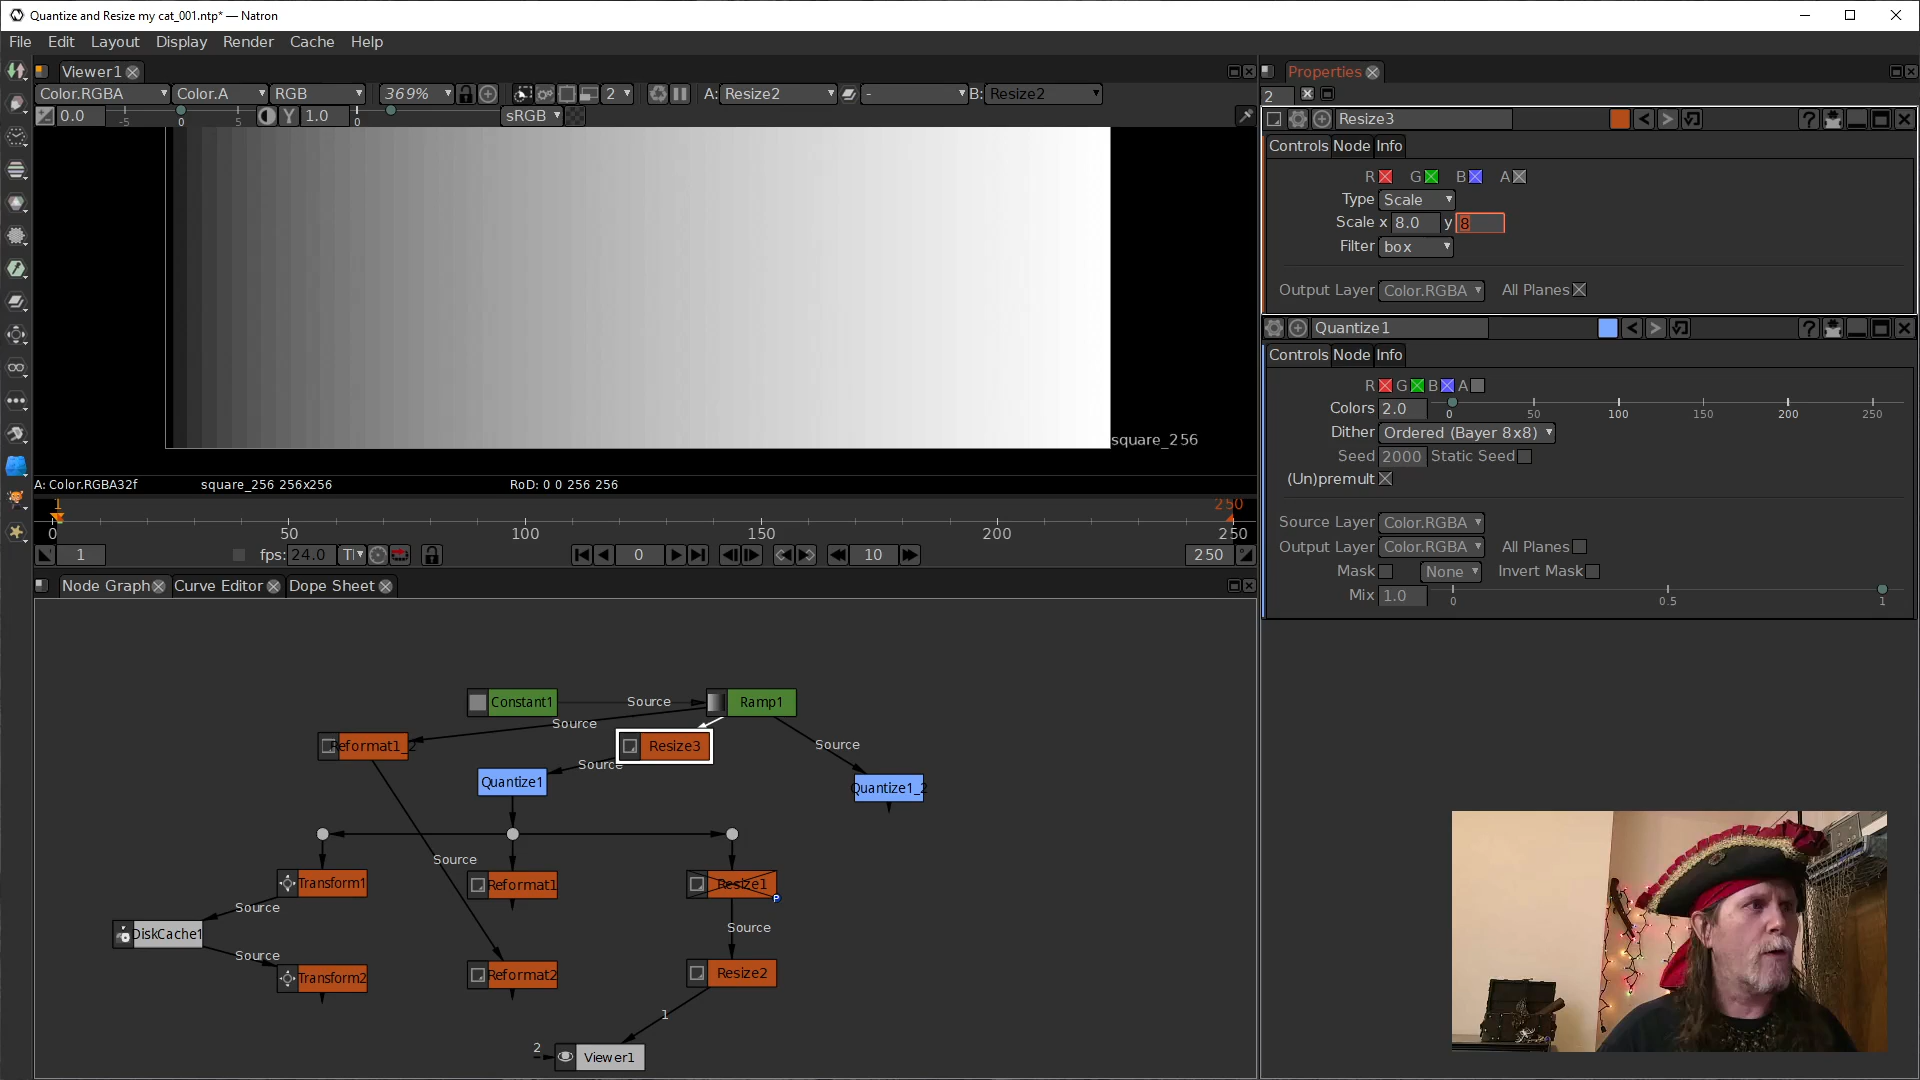 Quantize and Resize my cat_001.ntp* — Natron
File Edit Layout Display Render Cache Help
Viewer1
Color.RGBA Color.A RGB 369% 2 A: Resize2 - B: Resize2
0.0 -5 0 5 Y 1.0 0 sRGB
square_256
A: Color.RGBA32f square_256 256x256 RoD: 0 0 256 256
1 250
0 50 100 150 200 250
1 fps: 24.0 0 10 250
Node Graph Curve Editor Dope Sheet
Constant1 Source Ramp1
Source
Reformat1_2 Resize3 Source
Source
Quantize1 Quantize1_2
Source
Transform1 Reformat1 Resize1
P
Source
Source
DiskCache1
Source
Transform2 Reformat2 Resize2
1
2 Viewer1
Properties
2
Resize3 < > ?
Controls Node Info
R G B A
Type Scale
Scale x 8.0 y 8
Filter box
Output Layer Color.RGBA All Planes
Quantize1 < > ?
Controls Node Info
R G B A
Colors 2.0 0 50 100 150 200 250
Dither Ordered (Bayer 8x8)
Seed 2000 Static Seed
(Un)premult
Source Layer Color.RGBA
Output Layer Color.RGBA All Planes
Mask None Invert Mask
Mix 1.0 0 0.5 1